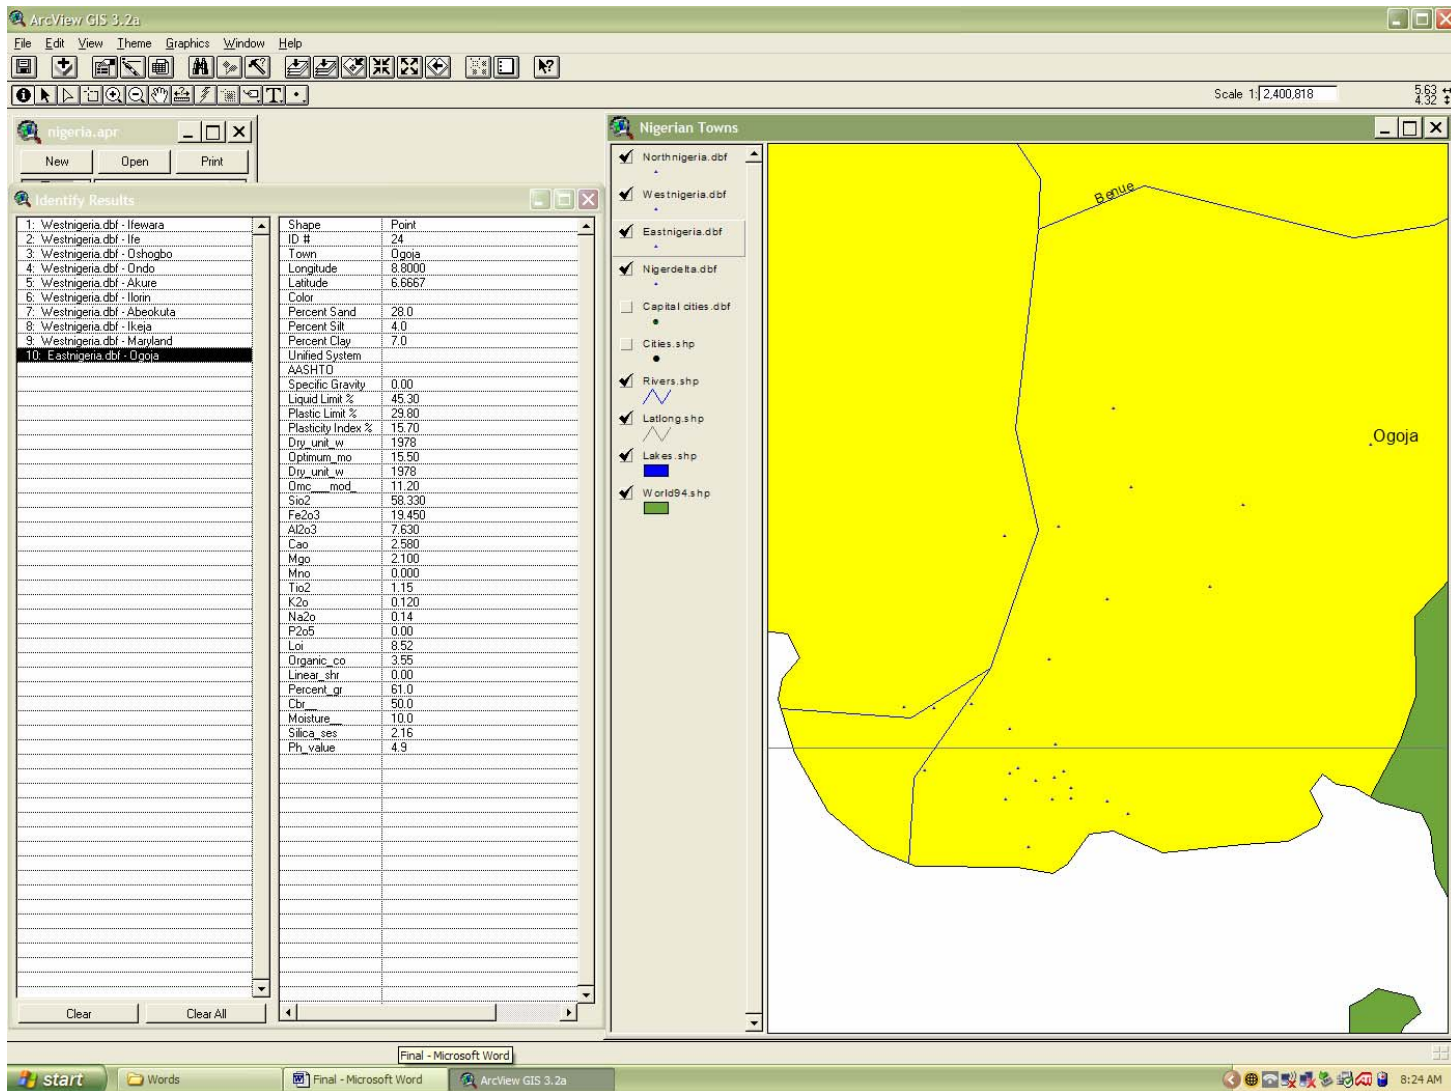 ArcView GIS 3.2a
File Edit View Theme Graphics Window Help
Scale 1: 2,400,818
5.63
4.32
nigeria.apr
New Open Print
Identify Results
1: Westnigeria.dbf - Ifewara
2: Westnigeria.dbf - Ife
3: Westnigeria.dbf - Oshogbo
4: Westnigeria.dbf - Ondo
5: Westnigeria.dbf - Akure
6: Westnigeria.dbf - Ilorin
7: Westnigeria.dbf - Abeokuta
8: Westnigeria.dbf - Ikeja
9: Westnigeria.dbf - Maryland
10: Eastnigeria.dbf - Ogoja
Shape Point
ID # 24
Town Ogoja
Longitude 8.8000
Latitude 6.6667
Color
Percent Sand 28.0
Percent Silt 4.0
Percent Clay 7.0
Unified System
AASHTO
Specific Gravity 0.00
Liquid Limit % 45.30
Plastic Limit % 29.80
Plasticity Index % 15.70
Dry_unit_w 1978
Optimum_mo 15.50
Dry_unit_w 1978
Omc___mod_ 11.20
Sio2 58.330
Fe2o3 19.450
Al2o3 7.630
Cao 2.580
Mgo 2.100
Mno 0.000
Tio2 1.15
K2o 0.120
Na2o 0.14
P2o5 0.00
Loi 8.52
Organic_co 3.55
Linear_shr 0.00
Percent_gr 61.0
Cbr__ 50.0
Moisture__ 10.0
Silica_ses 2.16
Ph_value 4.9
Clear Clear All
Nigerian Towns
Northnigeria.dbf
Westnigeria.dbf
Eastnigeria.dbf
Nigerdelta.dbf
Capital cities.dbf
Cities.shp
Rivers.shp
Latlong.shp
Lakes.shp
World94.shp
Benue
Ogoja
Final - Microsoft Word
start Words Final - Microsoft Word ArcView GIS 3.2a 8:24 AM